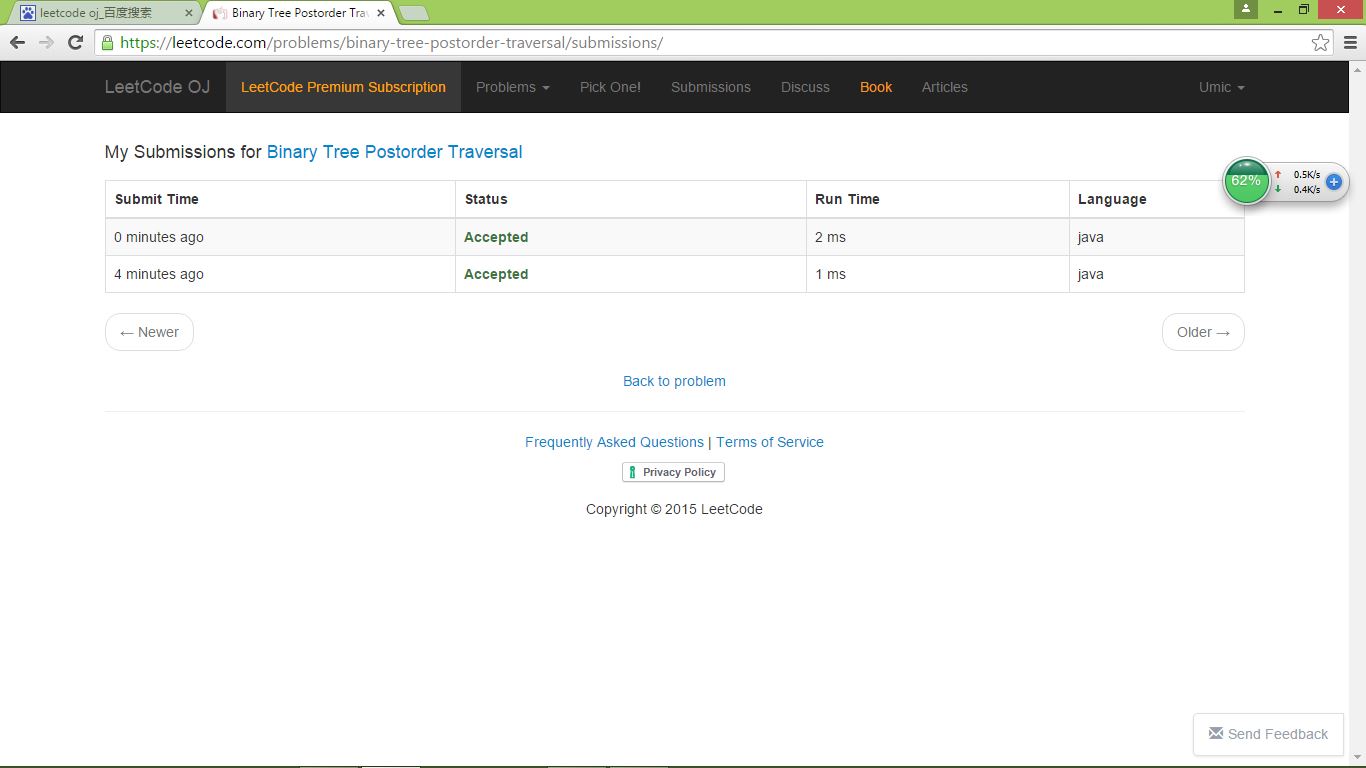 leetcode oj_百度搜索
Binary Tree Postorder Tra
https://leetcode.com/problems/binary-tree-postorder-traversal/submissions/
LeetCode OJ LeetCode Premium Subscription Problems Pick One! Submissions Discuss Book Articles Umic
My Submissions for Binary Tree Postorder Traversal
62% 0.5K/s
0.4K/s
Submit Time Status Run Time Language
0 minutes ago Accepted 2 ms java
4 minutes ago Accepted 1 ms java
← Newer Older →
Back to problem
Frequently Asked Questions | Terms of Service
Privacy Policy
Copyright © 2015 LeetCode
Send Feedback